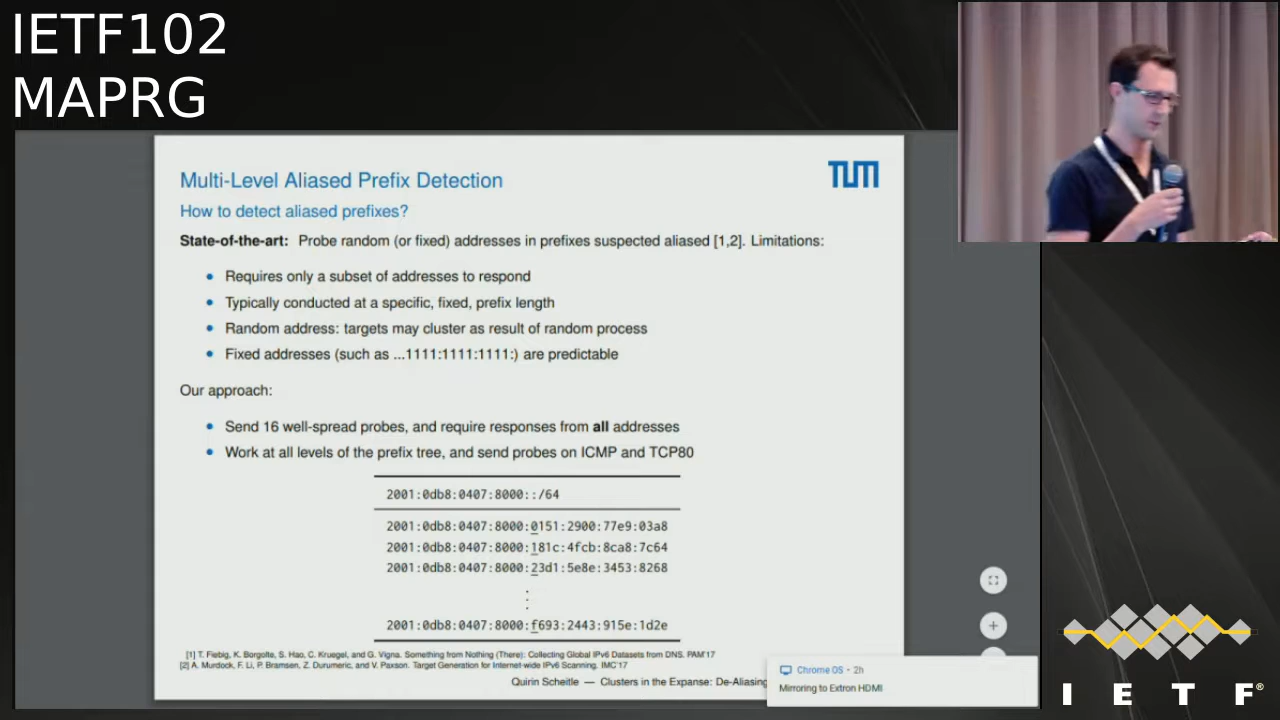 IETF102
MAPRG
TUM
Multi-Level Aliased Prefix Detection
How to detect aliased prefixes?
State-of-the-art: Probe random (or fixed) addresses in prefixes suspected aliased [1,2]. Limitations:
• Requires only a subset of addresses to respond
• Typically conducted at a specific, fixed, prefix length
• Random address: targets may cluster as result of random process
• Fixed addresses (such as ...1111:1111:1111:) are predictable
Our approach:
• Send 16 well-spread probes, and require responses from all addresses
• Work at all levels of the prefix tree, and send probes on ICMP and TCP80
2001:0db8:0407:8000::/64
2001:0db8:0407:8000:0151:2900:77e9:03a8
2001:0db8:0407:8000:181c:4fcb:8ca8:7c64
2001:0db8:0407:8000:23d1:5e8e:3453:8268
⋮
2001:0db8:0407:8000:f693:2443:915e:1d2e
[1] T. Fiebig, K. Borgolte, S. Hao, C. Kruegel, and G. Vigna. Something from Nothing (There): Collecting Global IPv6 Datasets from DNS. PAM'17
[2] A. Murdock, F. Li, P. Bramsen, Z. Durumeric, and V. Paxson. Target Generation for Internet-wide IPv6 Scanning. IMC'17
Quirin Scheitle — Clusters in the Expanse: De-Aliasing
Chrome OS • 2h
Mirroring to Extron HDMI
I E T F®